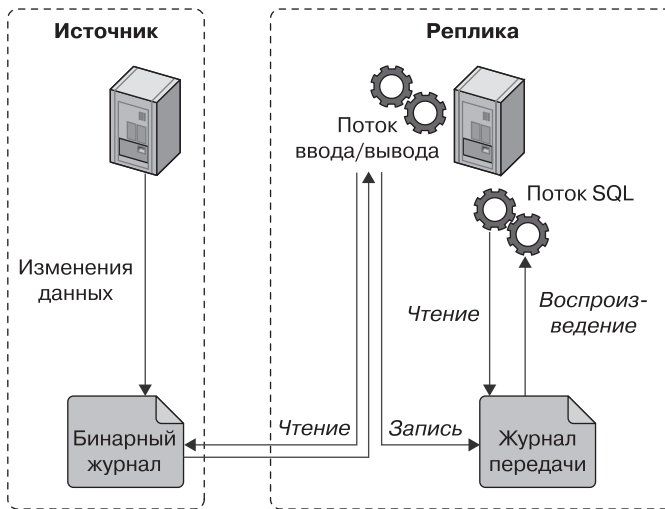 Источник
Реплика
Поток
ввода/вывода
Поток SQL
Изменения
данных
Чтение
Воспроиз-
ведение
Бинарный
журнал
Чтение
Запись
Журнал
передачи